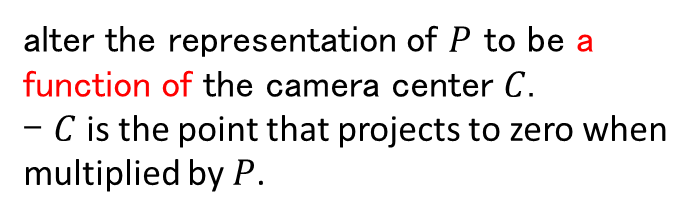 alter the representation of P to be a
function of the camera center C.
– C is the point that projects to zero when
multiplied by P.